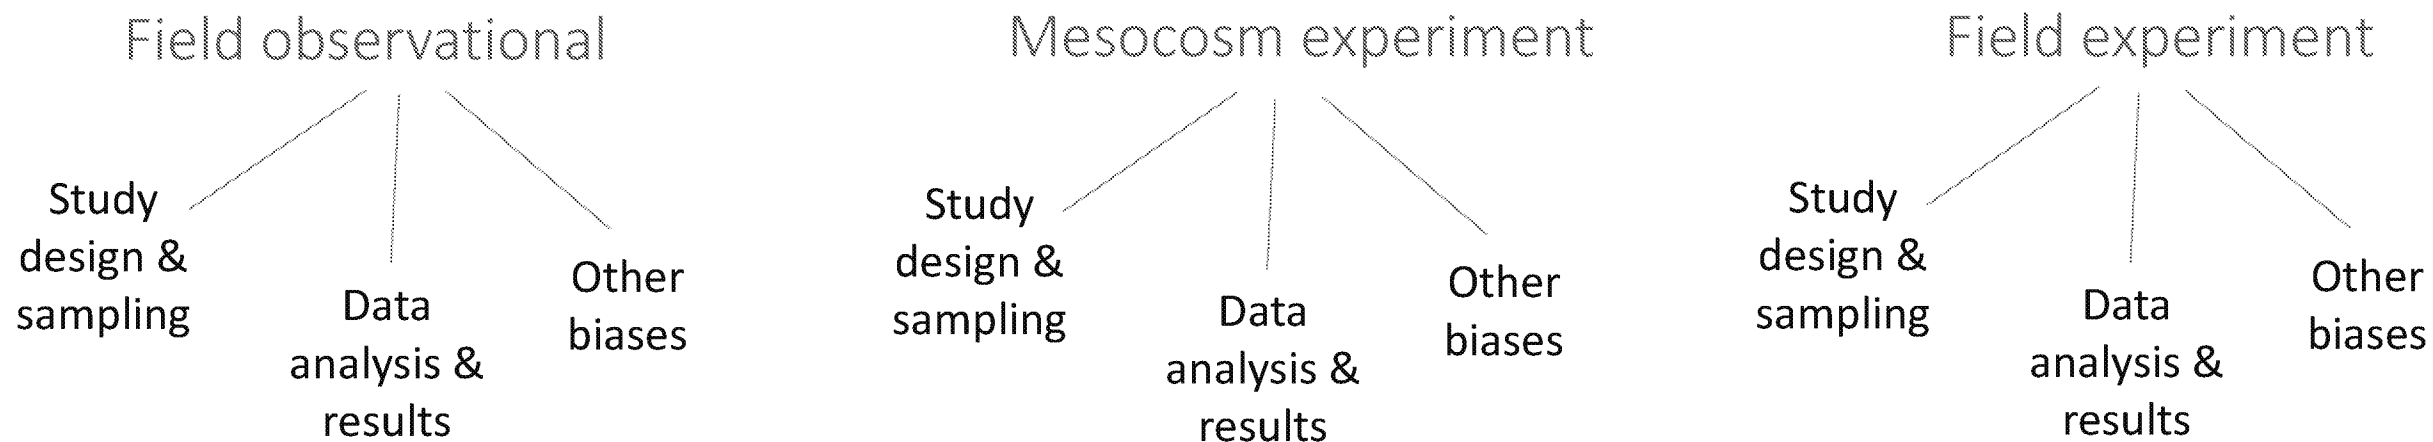 Field observational
Study
design &
sampling
Data
analysis &
results
Other
biases
Mesocosm experiment
Study
design &
sampling
Data
analysis &
results
Other
biases
Field experiment
Study
design &
sampling
Data
analysis &
results
Other
biases